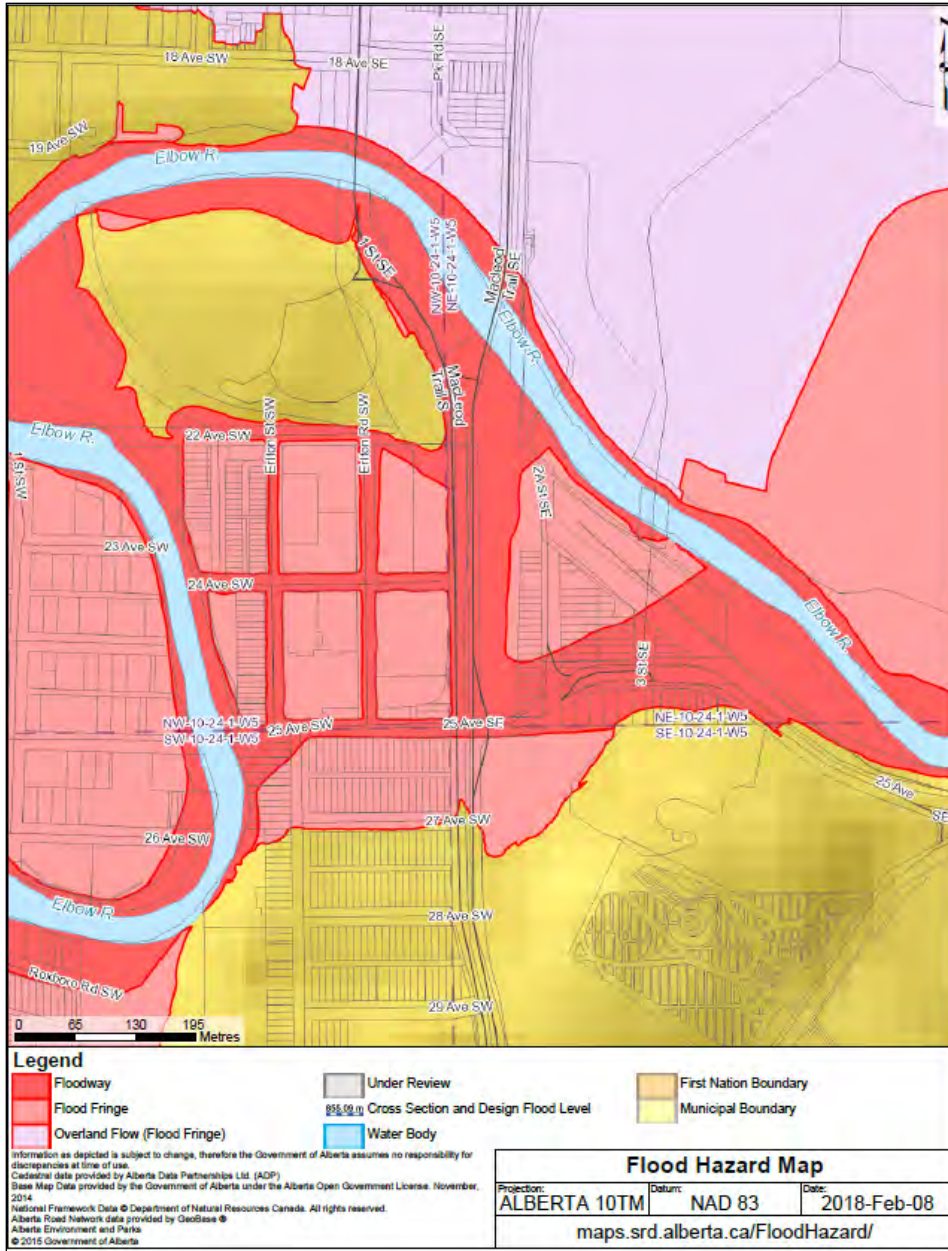 18 Ave SW
18 Ave SE
Pk Rd SE
19 Ave SW
Elbow R.
NW-10-24-1-W5
NE-10-24-1-W5
1 St SE
Macleod
Trail SE
Elbow R.
MacLeod
Trail S
Elbow R.
1 St SW
22 Ave SW
Erlton St SW
Erlton Rd SW
2A St SE
23 Ave SW
24 Ave SW
Elbow R.
3 St SE
NW-10-24-1-W5
SW-10-24-1-W5
25 Ave SW
25 Ave SE
NE-10-24-1-W5
SE-10-24-1-W5
25 Ave
SE
26 Ave SW
27 Ave SW
Elbow R.
28 Ave SW
Roxboro Rd SW
29 Ave SW
0 65 130 195
Metres
Legend
Floodway
Flood Fringe
Overland Flow (Flood Fringe)
Under Review
Cross Section and Design Flood Level
Water Body
First Nation Boundary
Municipal Boundary
Information as depicted is subject to change, therefore the Government of Alberta assumes no responsibility for
discrepancies at time of use.
Cadastral data provided by Alberta Data Partnerships Ltd. (ADP)
Base Map Data provided by the Government of Alberta under the Alberta Open Government License. November,
2014
National Framework Data © Department of Natural Resources Canada. All rights reserved.
Alberta Road Network data provided by GeoBase ®
Alberta Environment and Parks
© 2015 Government of Alberta
Flood Hazard Map
Projection:
ALBERTA 10TM
Datum:
NAD 83
Date:
2018-Feb-08
maps.srd.alberta.ca/FloodHazard/